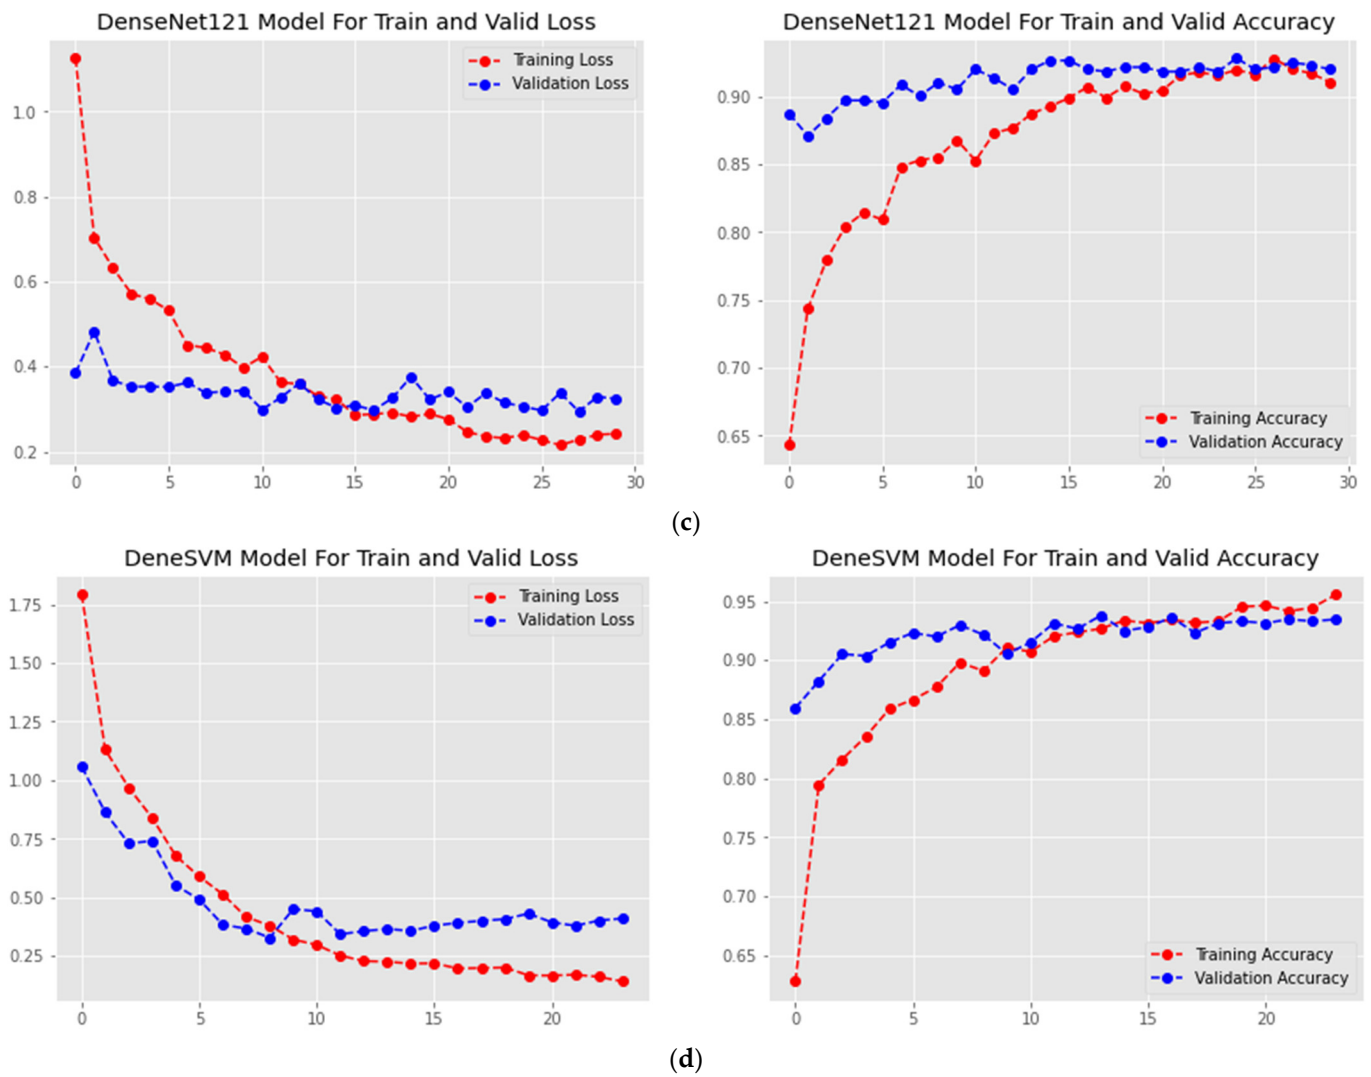 DenseNet121 Model For Train and Valid Loss
Training Loss
Validation Loss
1.0
0.8
0.6
0.4
0.2
0 5 10 15 20 25 30
DenseNet121 Model For Train and Valid Accuracy
0.90
0.85
0.80
0.75
0.70
0.65
Training Accuracy
Validation Accuracy
0 5 10 15 20 25 30
(c)
DeneSVM Model For Train and Valid Loss
Training Loss
Validation Loss
1.75
1.50
1.25
1.00
0.75
0.50
0.25
0 5 10 15 20
DeneSVM Model For Train and Valid Accuracy
0.95
0.90
0.85
0.80
0.75
0.70
0.65
Training Accuracy
Validation Accuracy
0 5 10 15 20
(d)